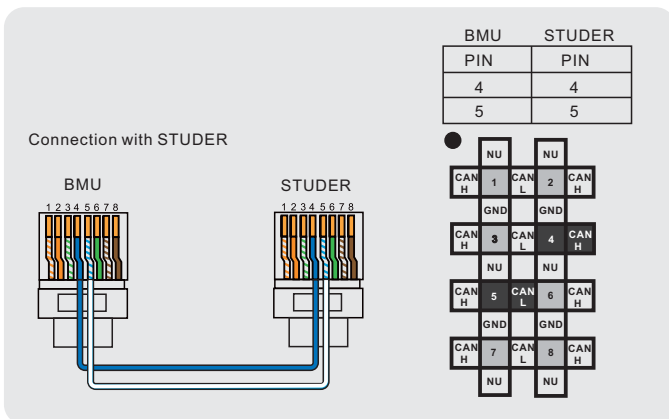 BMU STUDER
PIN PIN
4 4
5 5
Connection with STUDER
BMU STUDER
1 2 3 4 5 6 7 8 1 2 3 4 5 6 7 8
NU NU
CAN H 1 CAN L 2 CAN H
GND GND
CAN H 3 CAN L 4 CAN H
NU NU
CAN H 5 CAN L 6 CAN H
GND GND
CAN H 7 CAN L 8 CAN H
NU NU